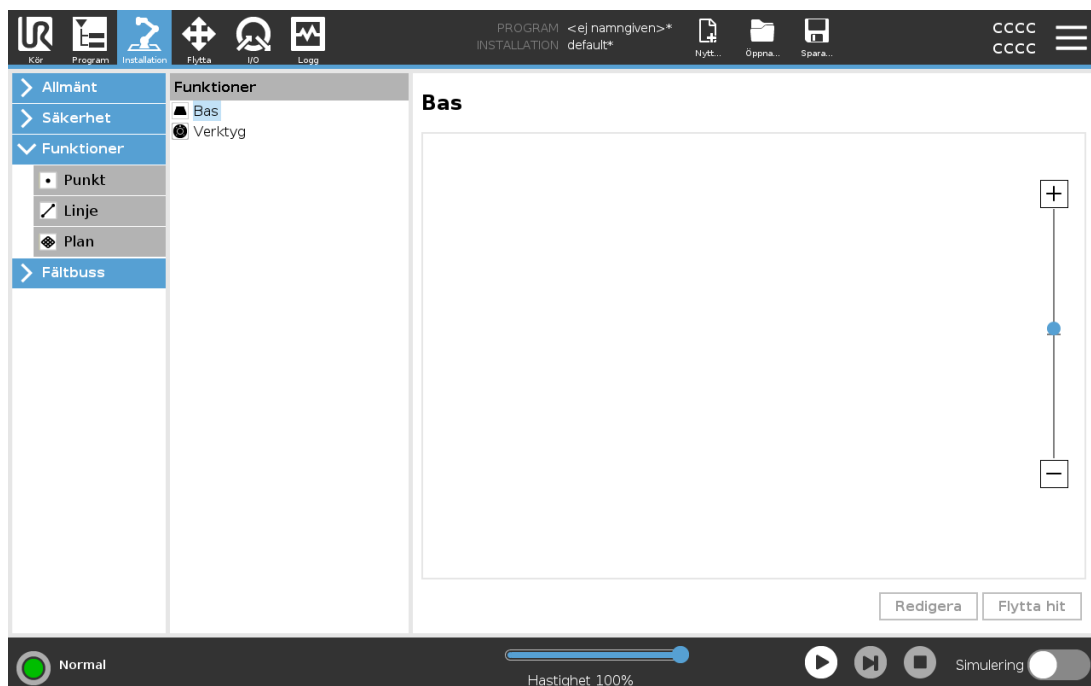 PROGRAM <ej namngiven>*
INSTALLATION default*
CCCC
CCCC
Kör
Program
Installation
Flytta
I/O
Logg
Nytt...
Öppna...
Spara...
Allmänt
Säkerhet
Funktioner
Punkt
Linje
Plan
Fältbuss
Funktioner
Bas
Verktyg
Bas
Redigera
Flytta hit
Normal
Hastighet 100%
Simulering